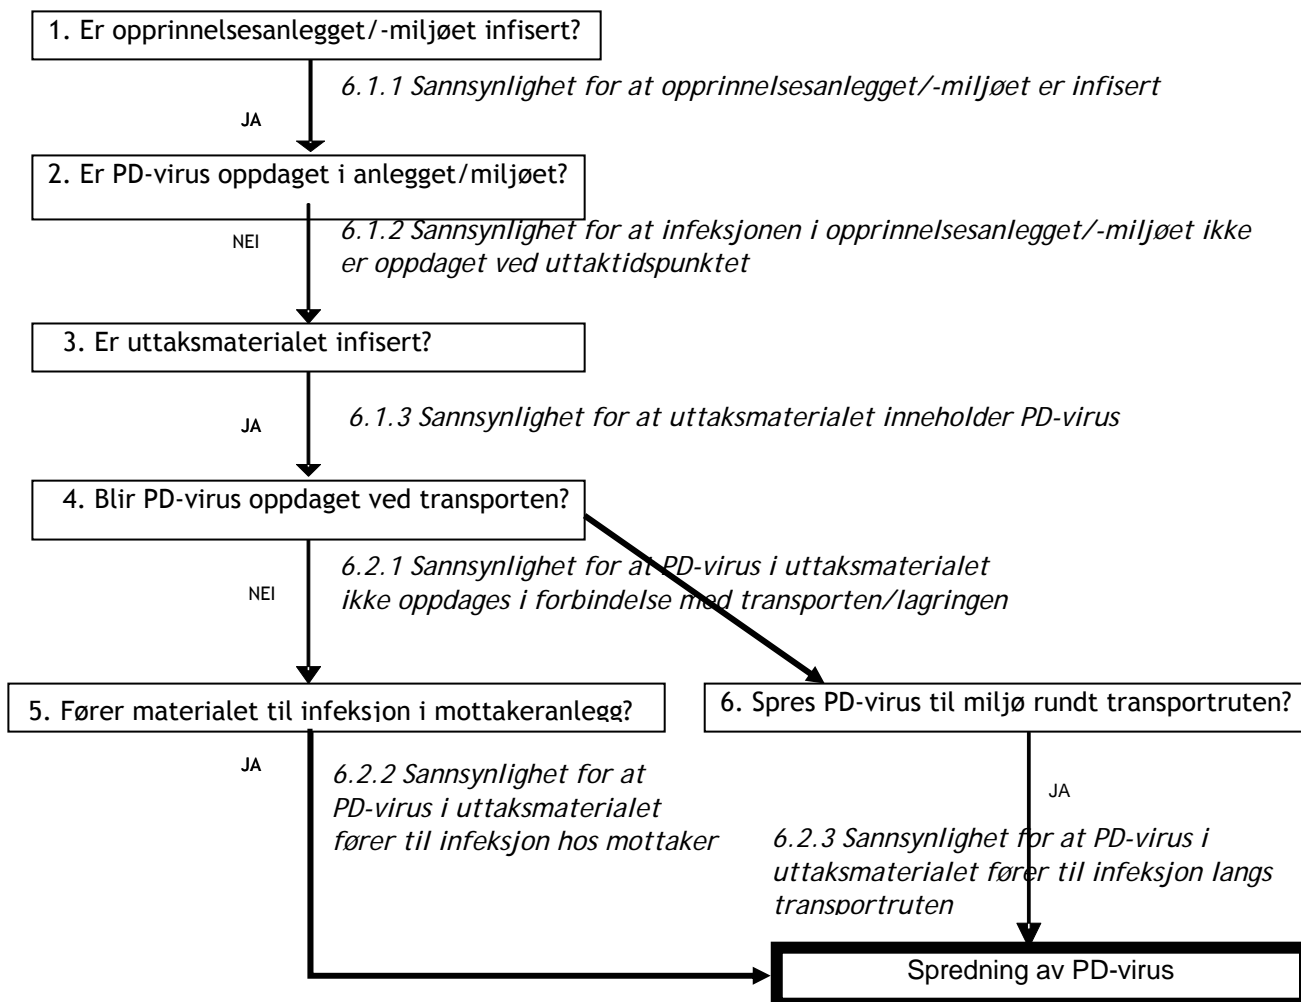 1. Er opprinnelsesanlegget/-miljøet infisert?
6.1.1 Sannsynlighet for at opprinnelsesanlegget/-miljøet er infisert
JA
2. Er PD-virus oppdaget i anlegget/miljøet?
NEI
6.1.2 Sannsynlighet for at infeksjonen i opprinnelsesanlegget/-miljøet ikke
er oppdaget ved uttaktidspunktet
3. Er uttaksmaterialet infisert?
JA
6.1.3 Sannsynlighet for at uttaksmaterialet inneholder PD-virus
4. Blir PD-virus oppdaget ved transporten?
NEI
6.2.1 Sannsynlighet for at PD-virus i uttaksmaterialet
ikke oppdages i forbindelse med transporten/lagringen
5. Fører materialet til infeksjon i mottakeranlegg?
6. Spres PD-virus til miljø rundt transportruten?
JA
6.2.2 Sannsynlighet for at
PD-virus i uttaksmaterialet
fører til infeksjon hos mottaker
JA
6.2.3 Sannsynlighet for at PD-virus i
uttaksmaterialet fører til infeksjon langs
transportruten
Spredning av PD-virus